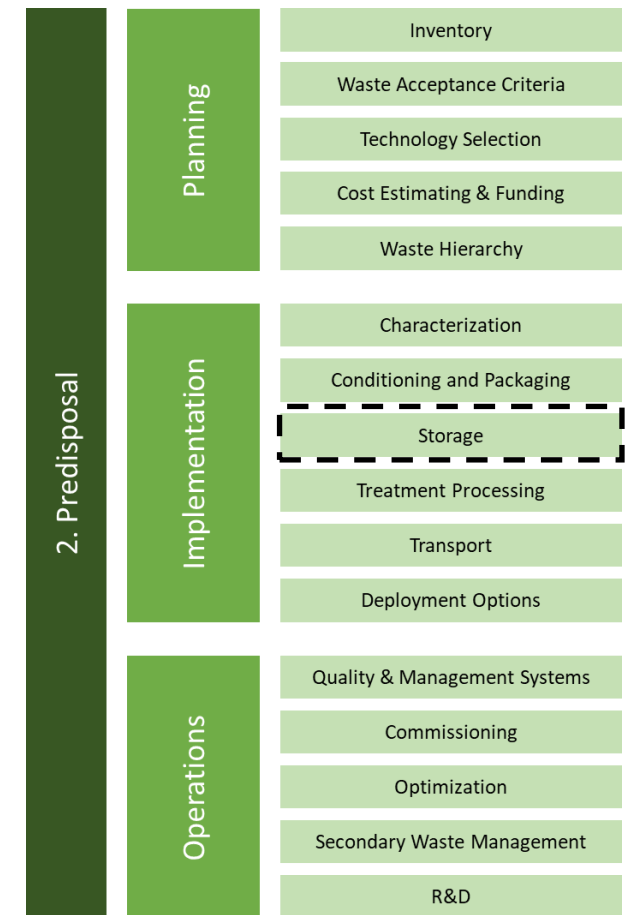 2. Predisposal
Planning
Inventory
Waste Acceptance Criteria
Technology Selection
Cost Estimating & Funding
Waste Hierarchy
Implementation
Characterization
Conditioning and Packaging
Storage
Treatment Processing
Transport
Deployment Options
Operations
Quality & Management Systems
Commissioning
Optimization
Secondary Waste Management
R&D